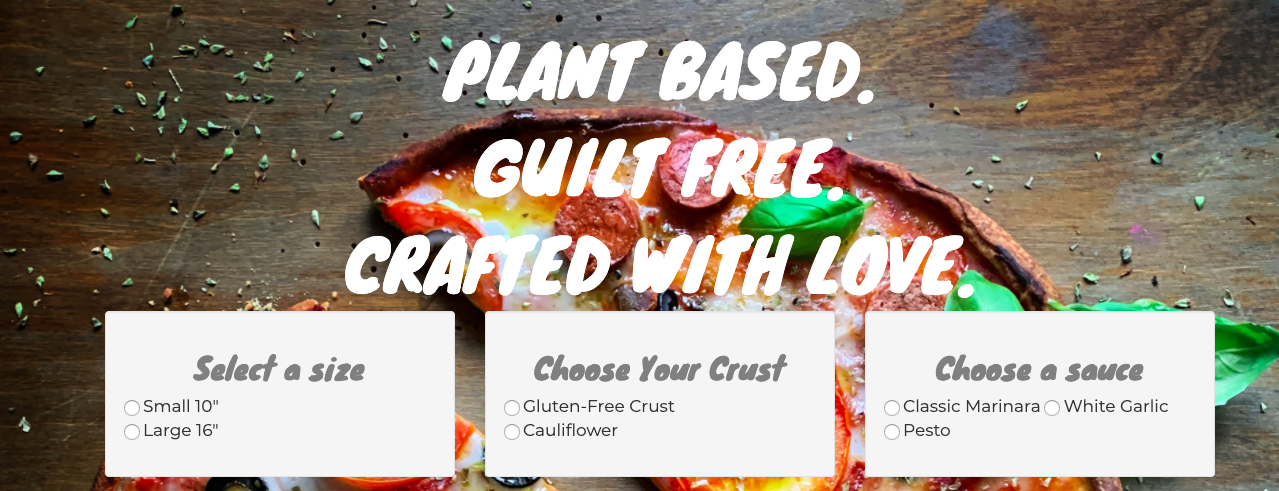 PLANT BASED.
GUILT FREE.
CRAFTED WITH LOVE.
Select a size
Small 10"
Large 16"
Choose Your Crust
Gluten-Free Crust
Cauliflower
Choose a sauce
Classic Marinara White Garlic
Pesto